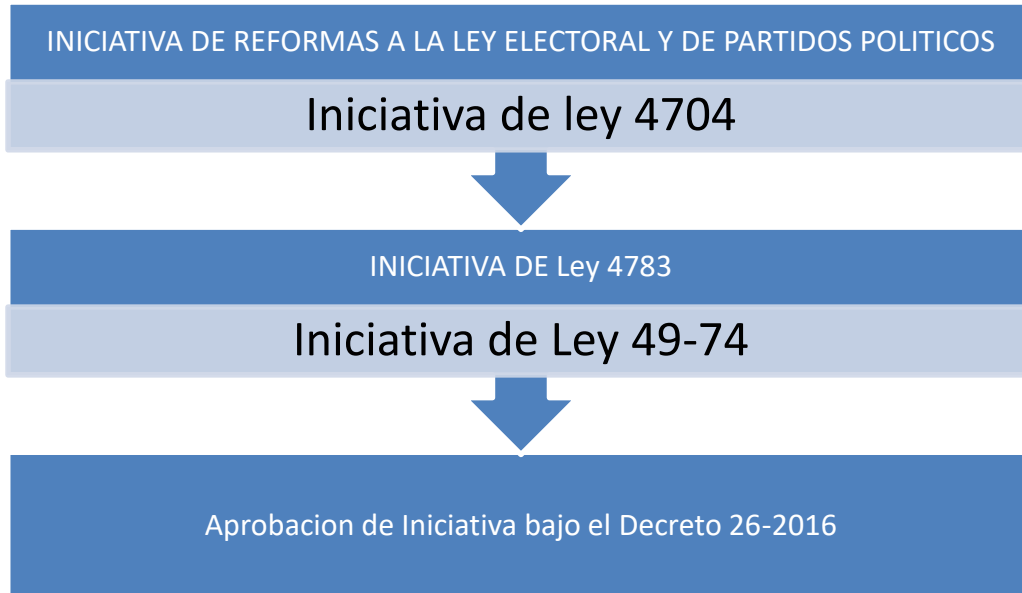 INICIATIVA DE REFORMAS A LA LEY ELECTORAL Y DE PARTIDOS POLITICOS
Iniciativa de ley 4704
INICIATIVA DE Ley 4783
Iniciativa de Ley 49-74
Aprobacion de Iniciativa bajo el Decreto 26-2016